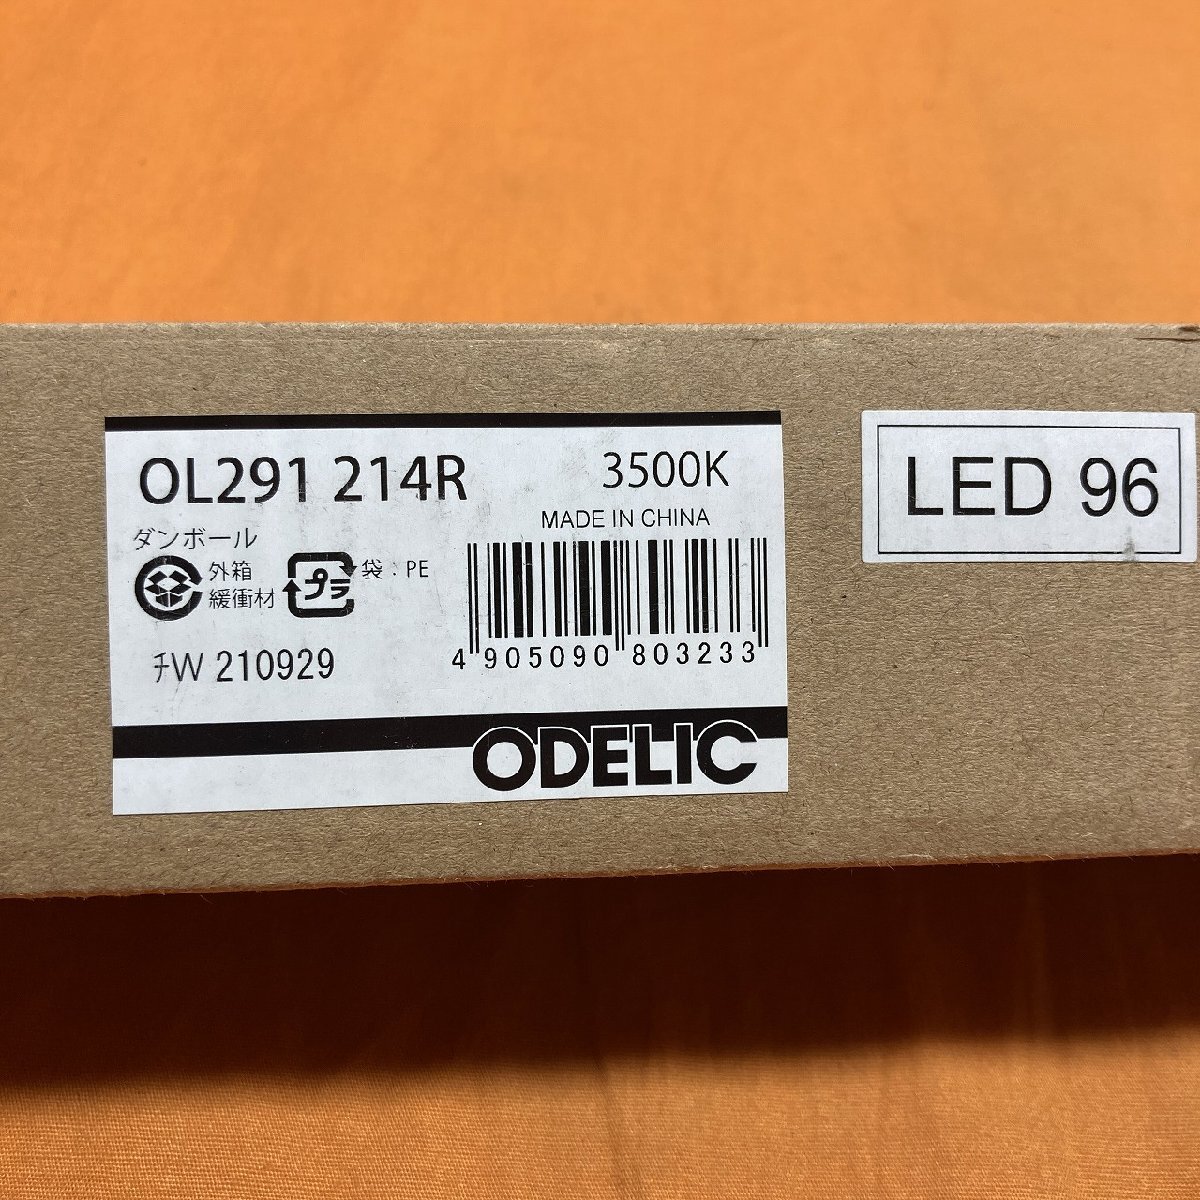 OL291 214R
3500K
MADE IN CHINA
ダンボール
外箱
緩衝材
プラ
袋：PE
ﾁW 210929
4 905090 803233
ODELIC
LED 96